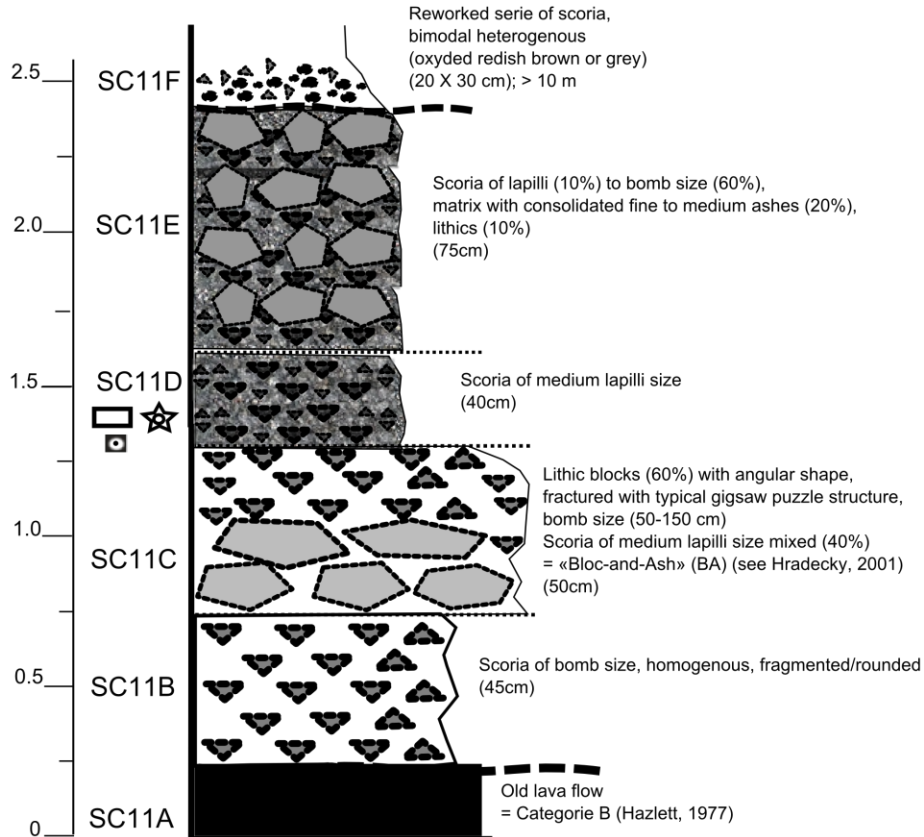 Reworked serie of scoria,
bimodal heterogenous
(oxyded redish brown or grey)
(20 X 30 cm); > 10 m
2.5
SC11F
Scoria of lapilli (10%) to bomb size (60%),
matrix with consolidated fine to medium ashes (20%),
lithics (10%)
(75cm)
2.0
SC11E
1.5
SC11D
Scoria of medium lapilli size
(40cm)
Lithic blocks (60%) with angular shape,
fractured with typical gigsaw puzzle structure,
bomb size (50-150 cm)
Scoria of medium lapilli size mixed (40%)
= «Bloc-and-Ash» (BA) (see Hradecky, 2001)
(50cm)
1.0
SC11C
Scoria of bomb size, homogenous, fragmented/rounded
(45cm)
0.5
SC11B
Old lava flow
= Categorie B (Hazlett, 1977)
0
SC11A